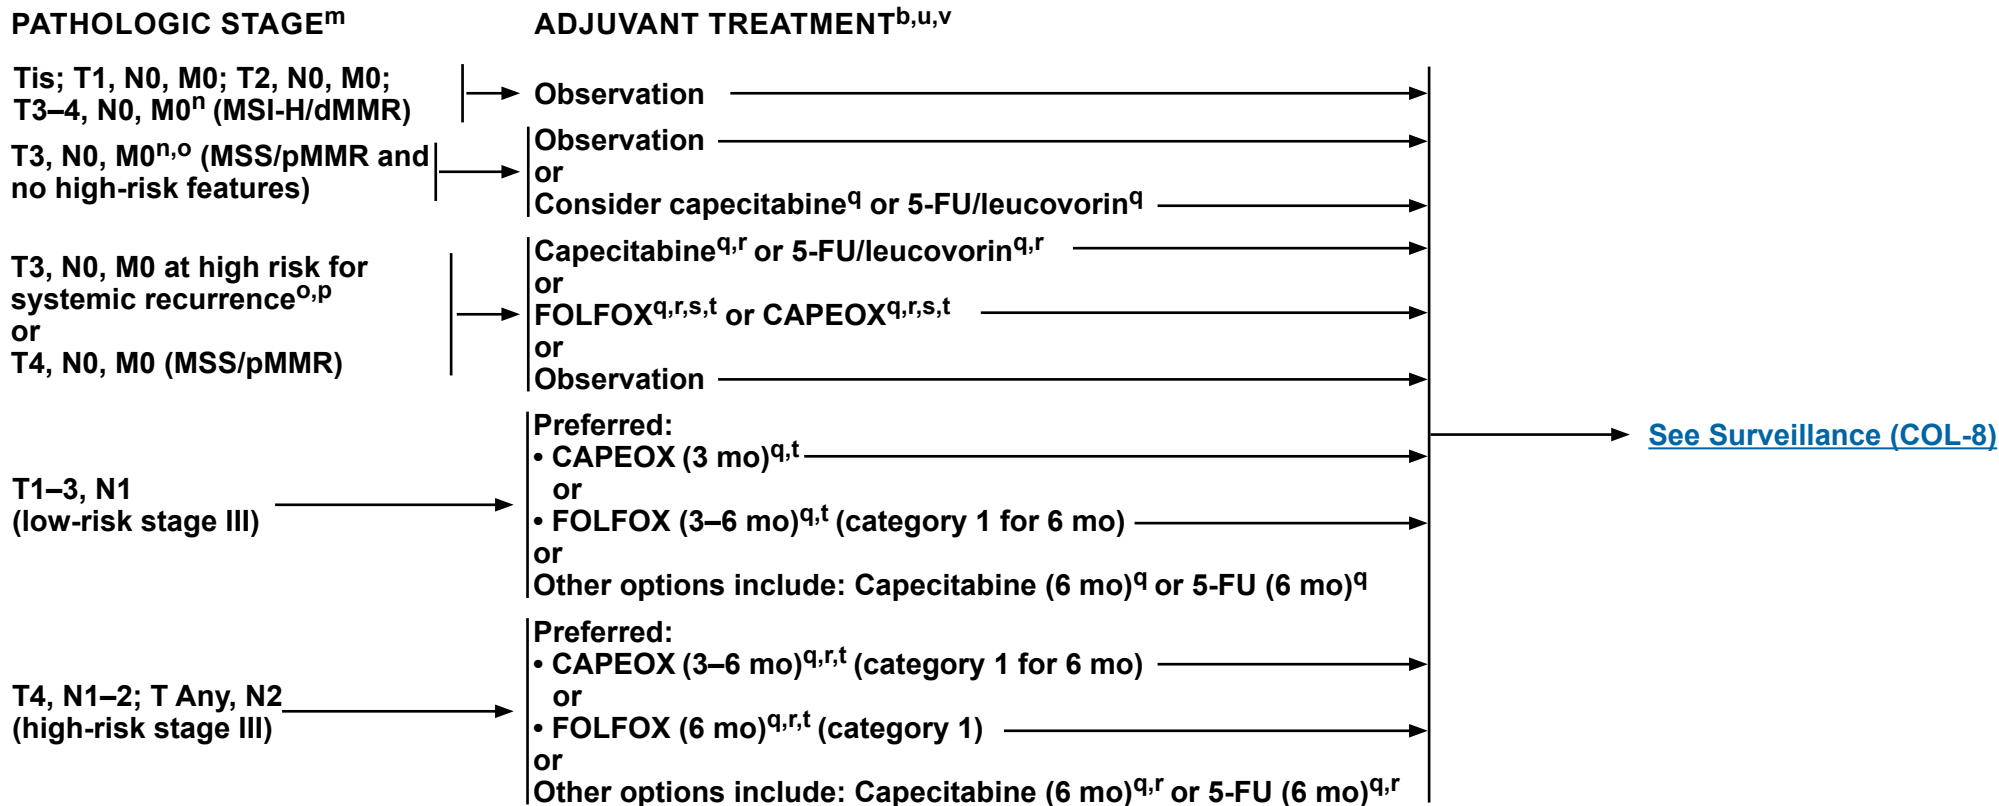 PATHOLOGIC STAGEm
ADJUVANT TREATMENTb,u,v
Tis; T1, N0, M0; T2, N0, M0;
T3–4, N0, M0n (MSI-H/dMMR)
Observation
T3, N0, M0n,o (MSS/pMMR and
no high-risk features)
Observation
or
Consider capecitabineq or 5-FU/leucovorinq
T3, N0, M0 at high risk for
systemic recurrenceo,p
or
T4, N0, M0 (MSS/pMMR)
Capecitabineq,r or 5-FU/leucovorinq,r
or
FOLFOXq,r,s,t or CAPEOXq,r,s,t
or
Observation
T1–3, N1
(low-risk stage III)
Preferred:
• CAPEOX (3 mo)q,t
or
• FOLFOX (3–6 mo)q,t (category 1 for 6 mo)
or
Other options include: Capecitabine (6 mo)q or 5-FU (6 mo)q
T4, N1–2; T Any, N2
(high-risk stage III)
Preferred:
• CAPEOX (3–6 mo)q,r,t (category 1 for 6 mo)
or
• FOLFOX (6 mo)q,r,t (category 1)
or
Other options include: Capecitabine (6 mo)q,r or 5-FU (6 mo)q,r
See Surveillance (COL-8)